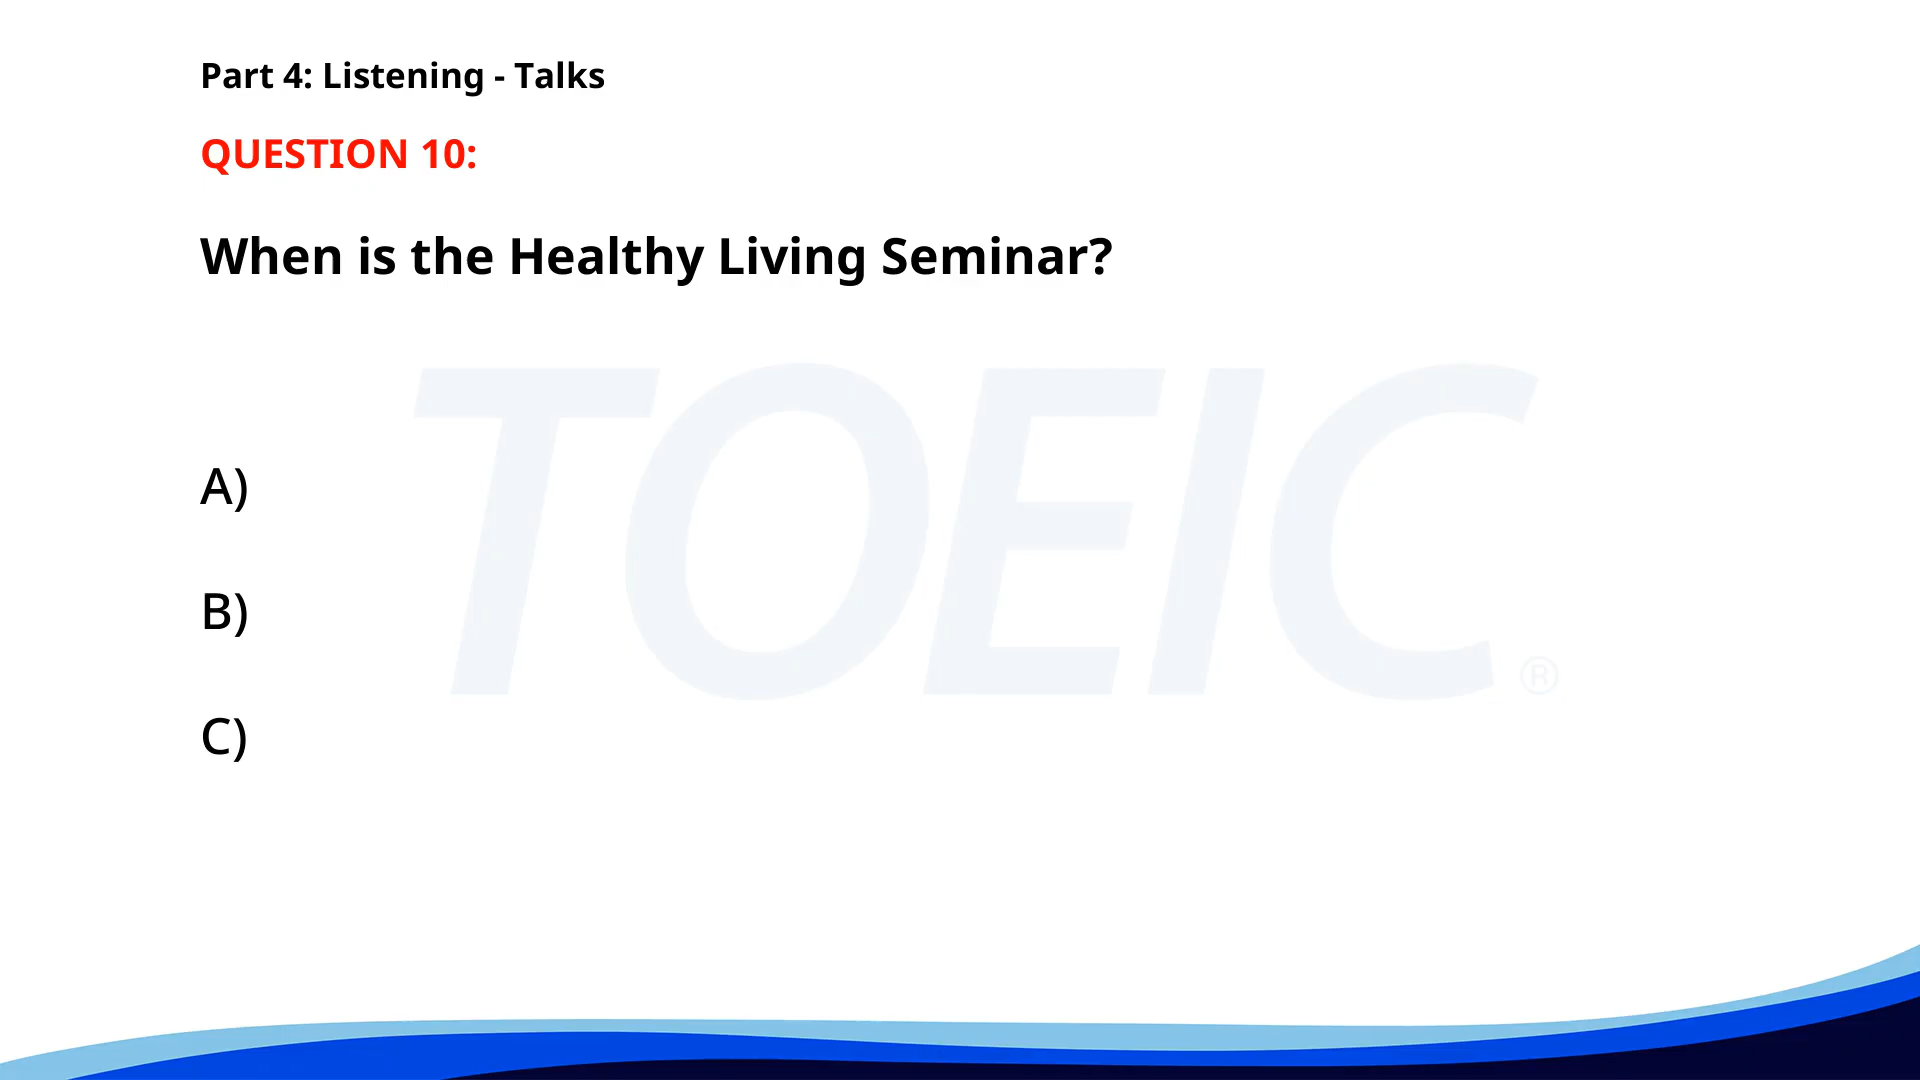 Part 4: Listening - Talks
QUESTION 10:
When is the Healthy Living Seminar?
TOEIC®
A)
B)
C)